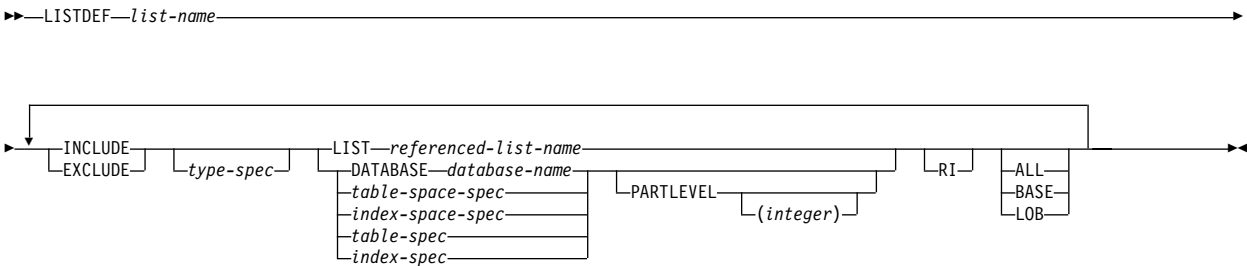 LISTDEF list-name
INCLUDE LIST referenced-list-name
EXCLUDE type-spec DATABASE database-name RI ALL
table-space-spec PARTLEVEL BASE
index-space-spec (integer) LOB
table-spec
index-spec